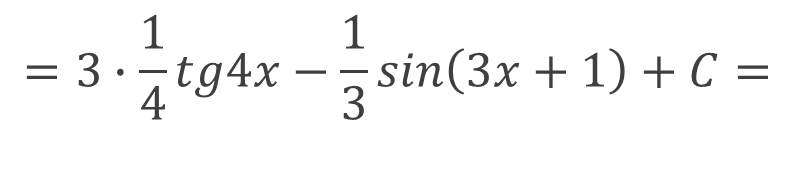 = 3 · 1/4 tg4x − 1/3 sin(3x + 1) + C =